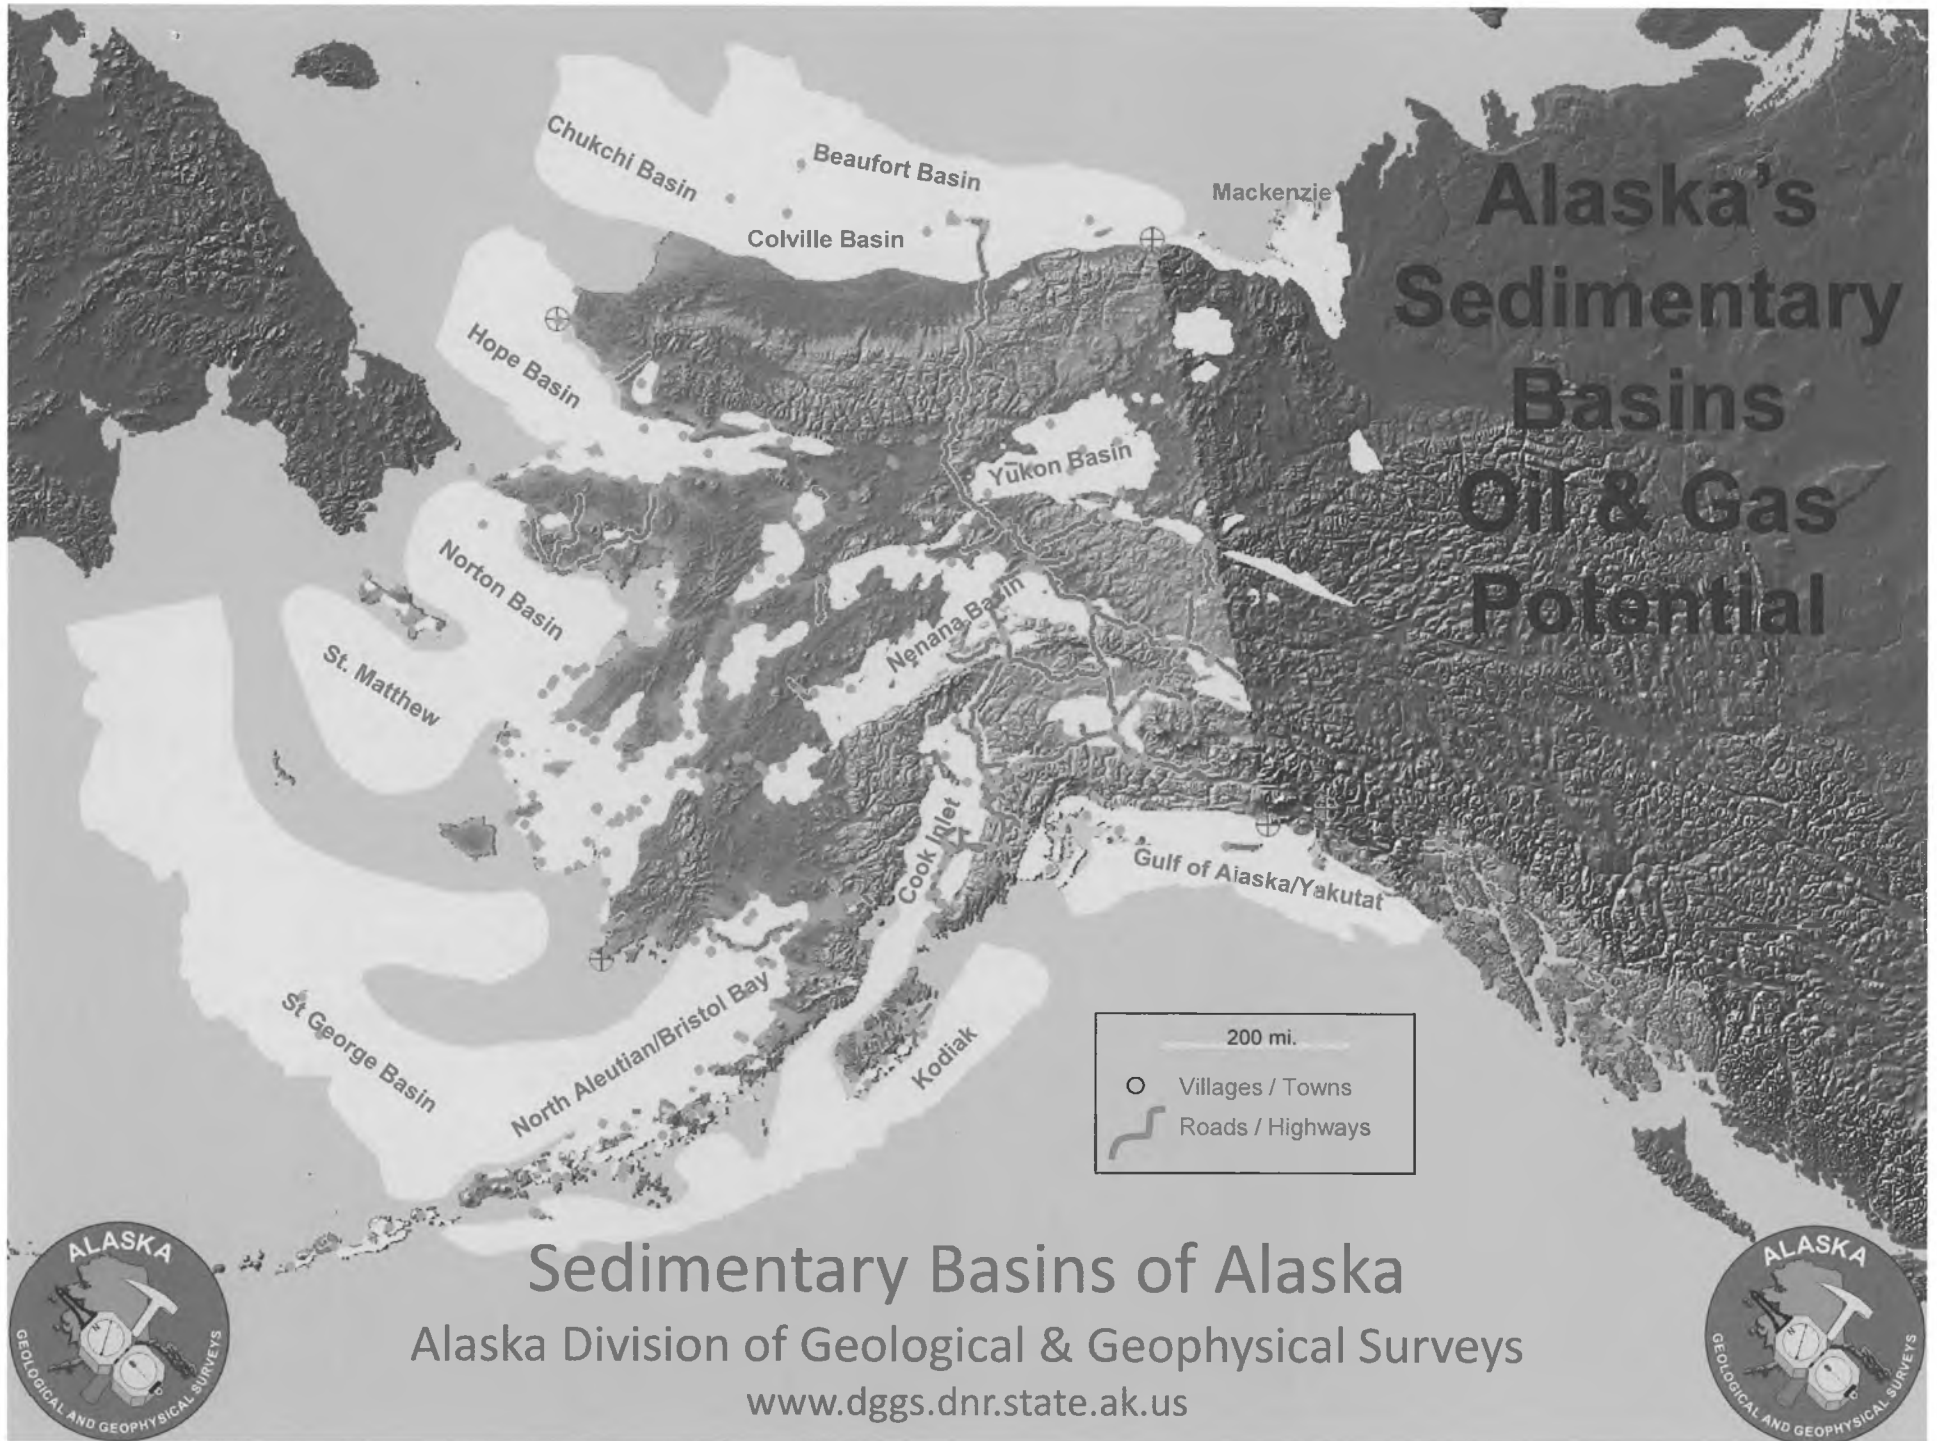 Alaska's
Sedimentary
Basins
Oil & Gas
Potential
Chukchi Basin
Beaufort Basin
Mackenzie
Colville Basin
Hope Basin
Yukon Basin
Norton Basin
Nenana Basin
St. Matthew
Cook Inlet
Gulf of Alaska/Yakutat
St George Basin
North Aleutian/Bristol Bay
Kodiak
200 mi.
Villages / Towns
Roads / Highways
Sedimentary Basins of Alaska
Alaska Division of Geological & Geophysical Surveys
www.dggs.dnr.state.ak.us
ALASKA
GEOLOGICAL AND GEOPHYSICAL SURVEYS
N
ALASKA
GEOLOGICAL AND GEOPHYSICAL SURVEYS
N